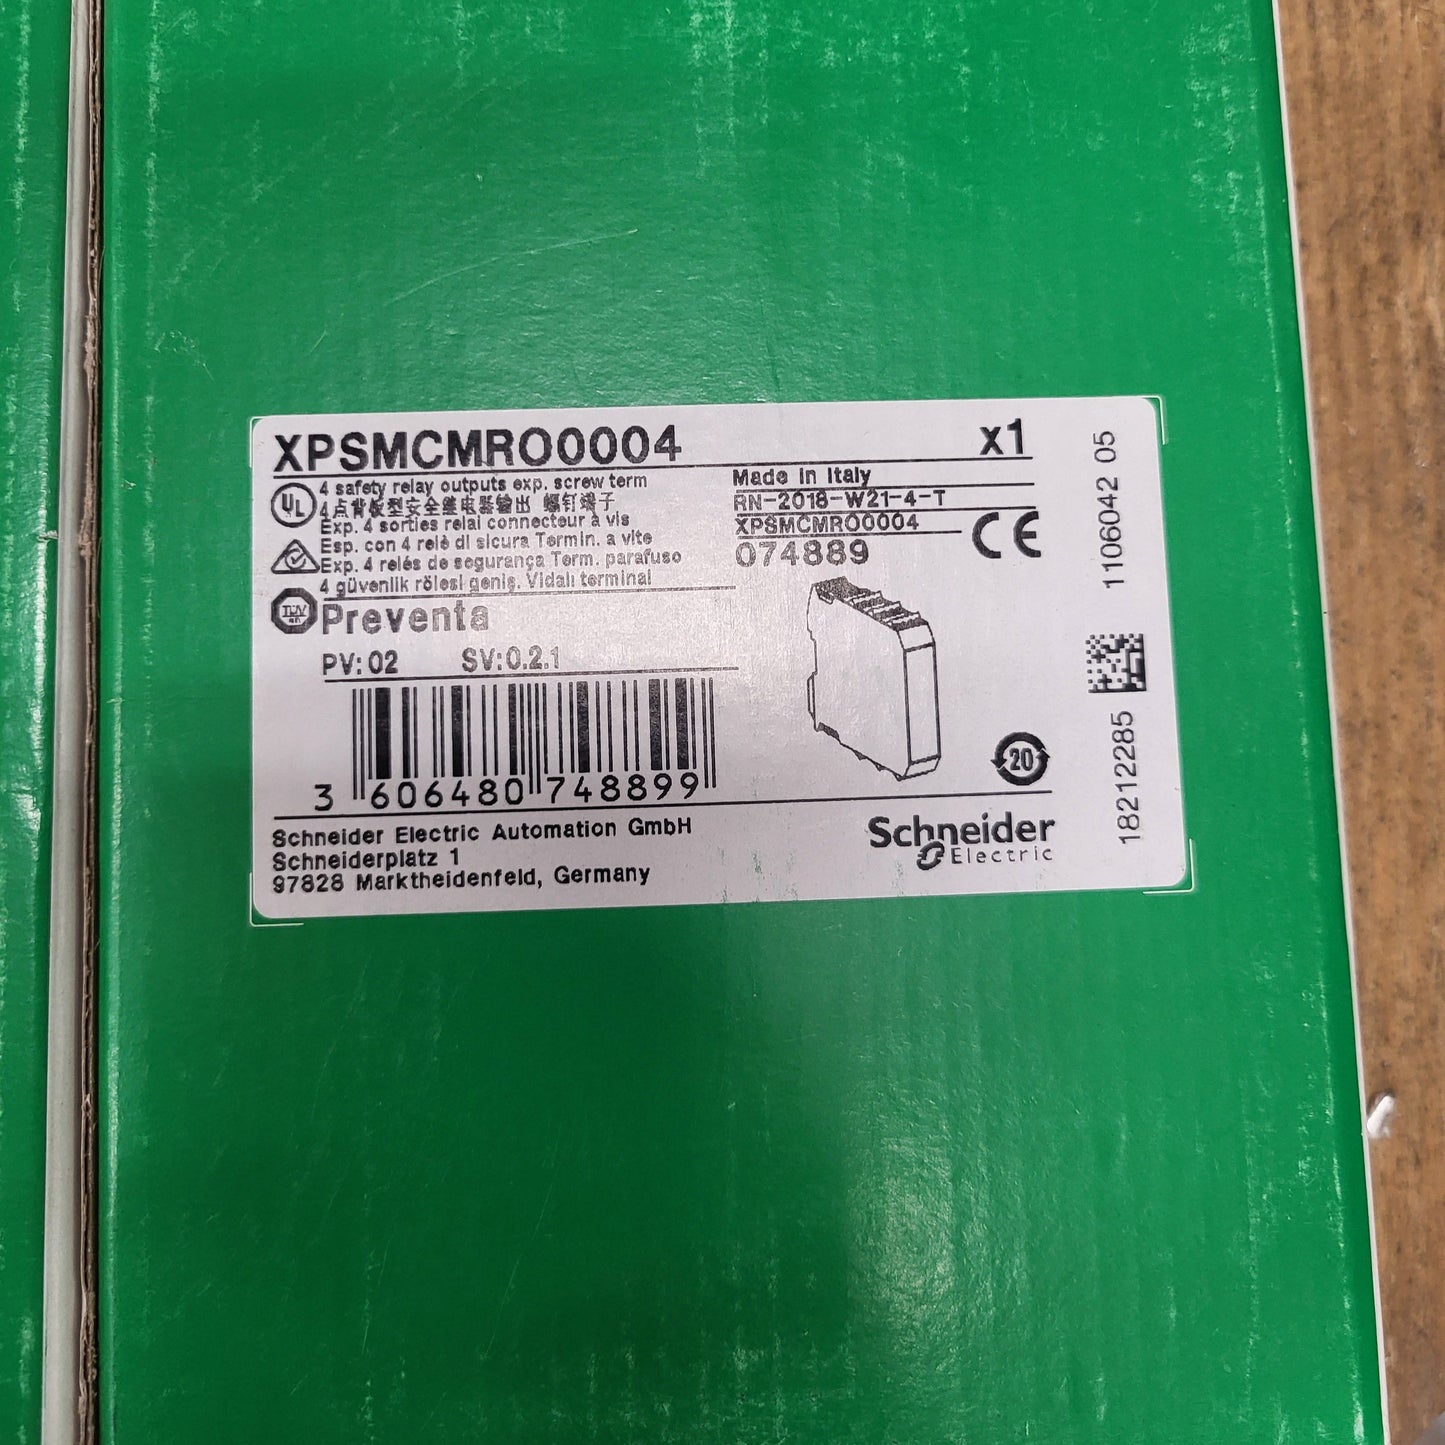 XPSMCMRO0004
x1
UL
4 safety relay outputs exp. screw term
4点背板型安全继电器输出 螺钉端子
Exp. 4 sorties relai connecteur à vis
Esp. con 4 relè di sicura Termin. a vite
Exp. 4 relés de segurança Term. parafuso
4 güvenlik rölesi geniş. Vidalı terminal
Made in Italy
RN-2018-W21-4-T
XPSMCMRO0004
074889
CE
TÜV
Preventa
PV: 02 SV:0.2.1
3 606480 748899
20
Schneider Electric Automation GmbH
Schneiderplatz 1
97828 Marktheidenfeld, Germany
Schneider
Electric
1106042 05
18212285